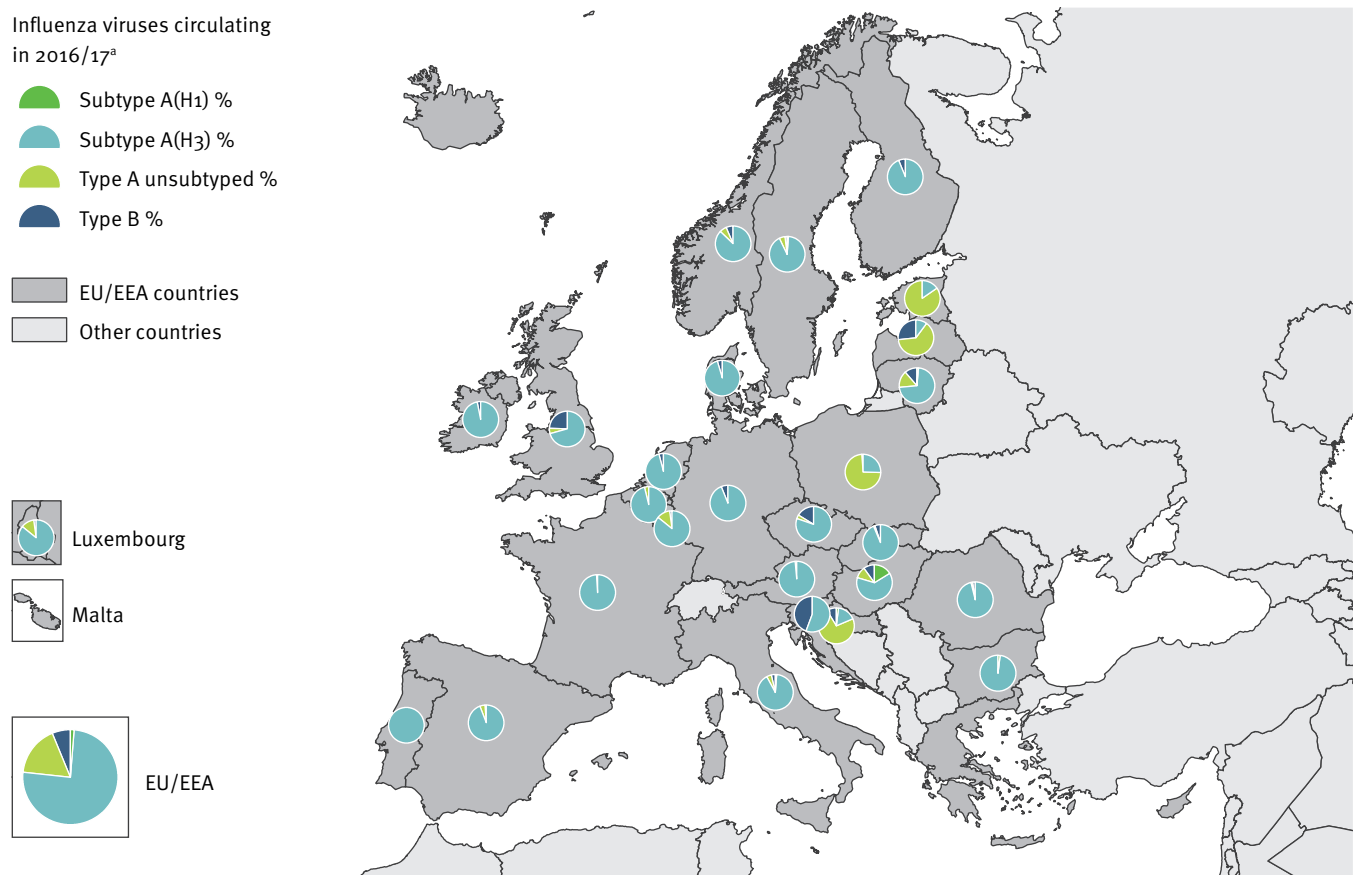 Influenza viruses circulating
in 2016/17ᵃ
Subtype A(H1) %
Subtype A(H3) %
Type A unsubtyped %
Type B %
EU/EEA countries
Other countries
Luxembourg
Malta
EU/EEA